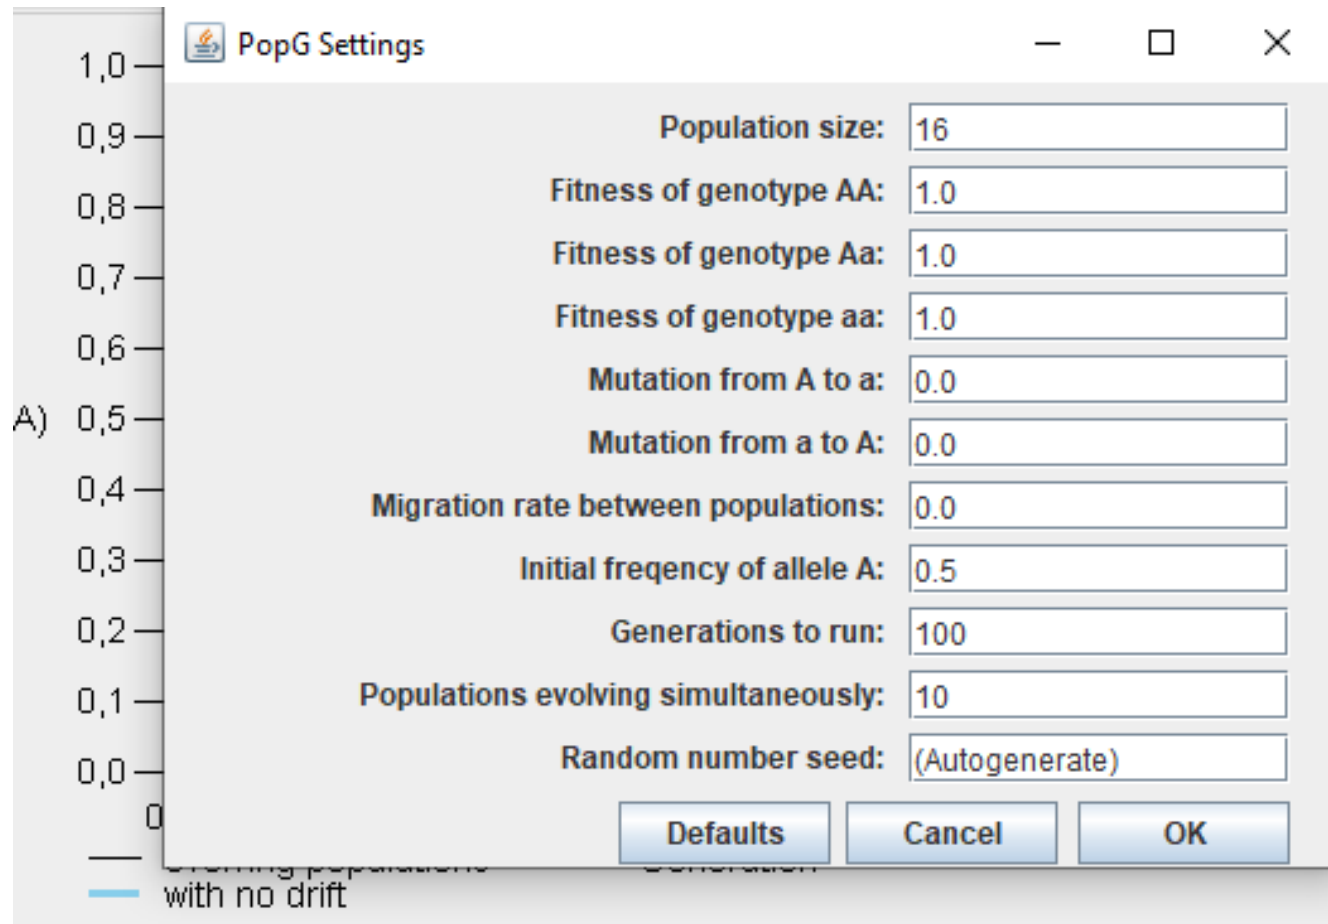 PopG Settings
1,0
0,9
0,8
0,7
0,6
A) 0,5
0,4
0,3
0,2
0,1
0,0
0
Population size: 16
Fitness of genotype AA: 1.0
Fitness of genotype Aa: 1.0
Fitness of genotype aa: 1.0
Mutation from A to a: 0.0
Mutation from a to A: 0.0
Migration rate between populations: 0.0
Initial freqency of allele A: 0.5
Generations to run: 100
Populations evolving simultaneously: 10
Random number seed: (Autogenerate)
Defaults Cancel OK
with no drift